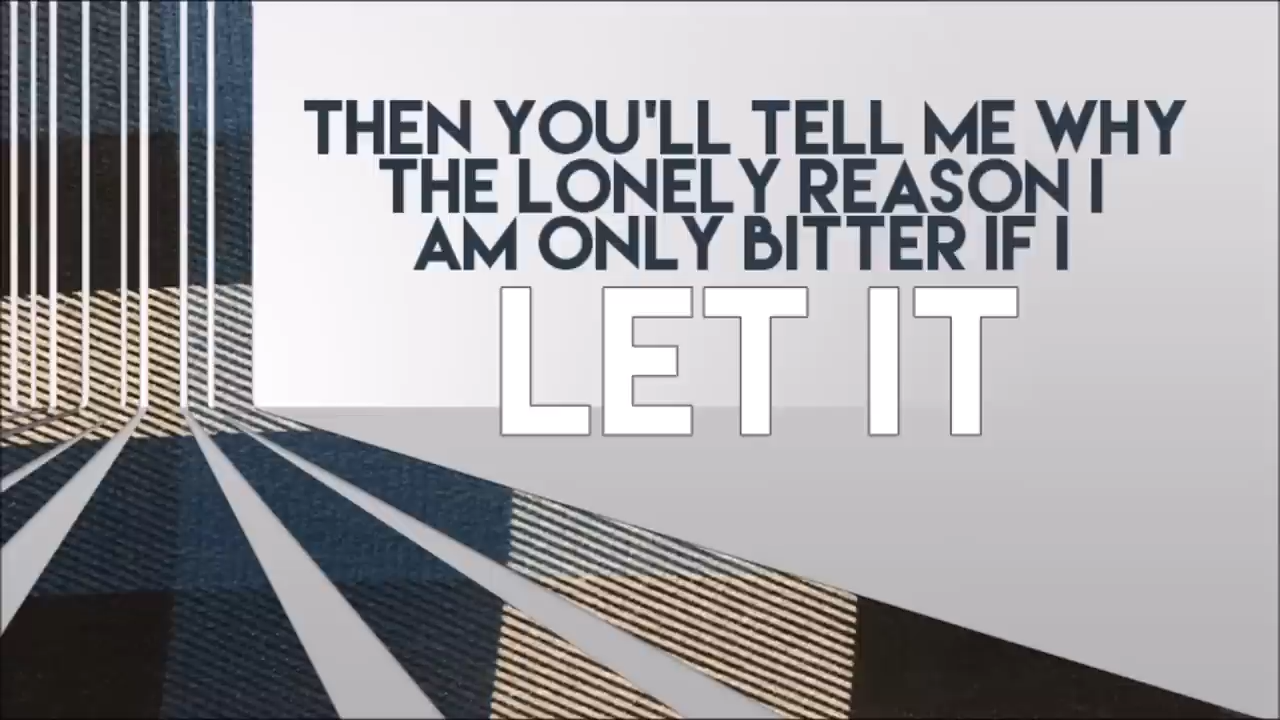 THEN YOU'LL TELL ME WHY
THE LONELY REASON I
AM ONLY BITTER IF I
LET IT